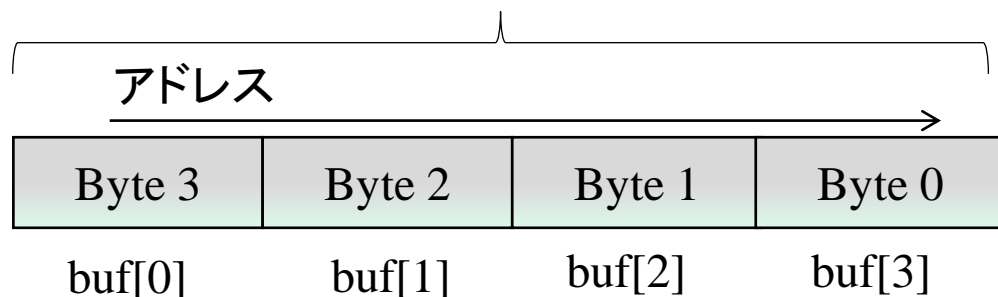 アドレス
Byte 3 Byte 2 Byte 1 Byte 0
buf[0] buf[1] buf[2] buf[3]